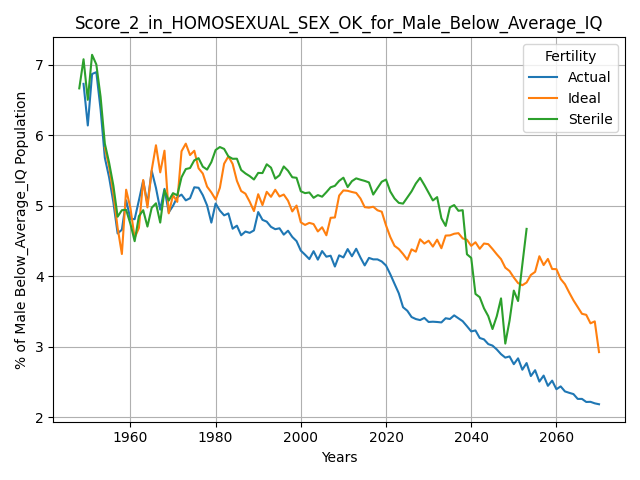 Score_2_in_HOMOSEXUAL_SEX_OK_for_Male_Below_Average_IQ
Fertility
Actual
Ideal
Sterile
% of Male Below_Average_IQ Population
7
6
5
4
3
2
1960
1980
2000
2020
2040
2060
Years